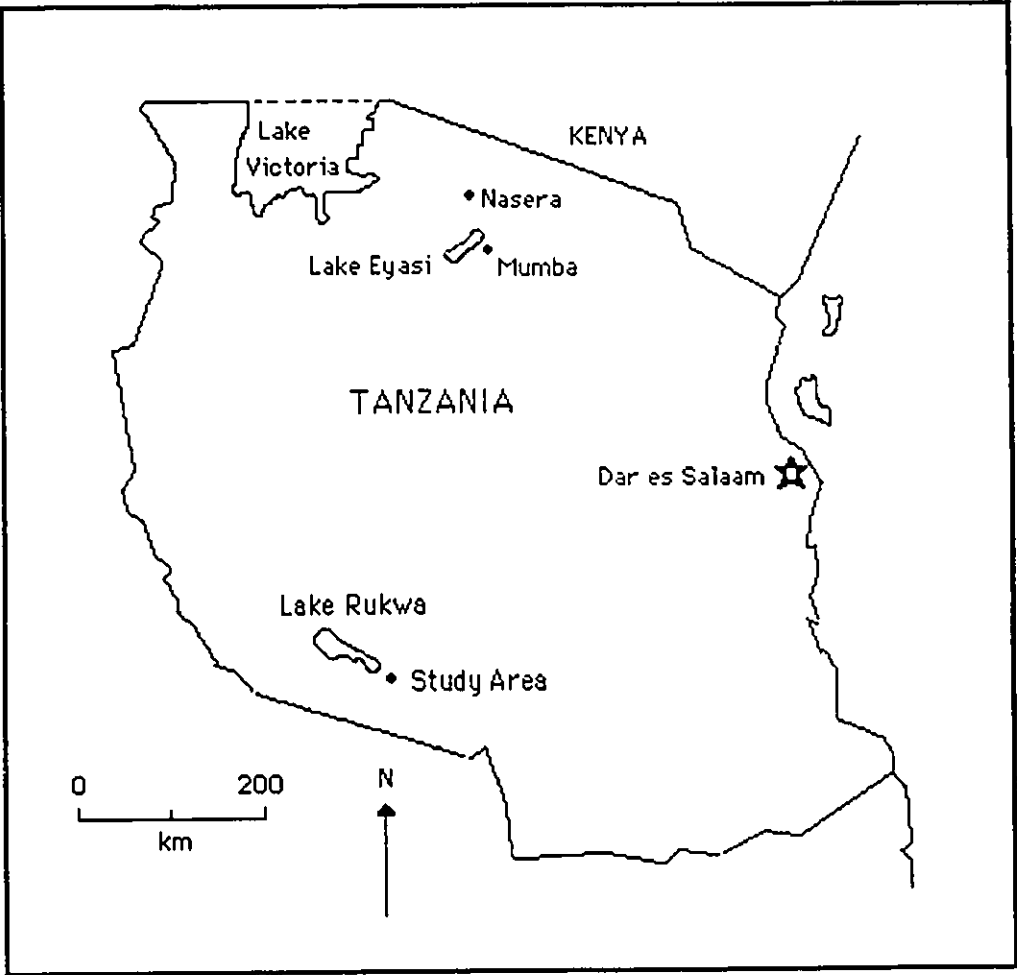 Lake
Victoria
KENYA
Nasera
Lake Eyasi
Mumba
TANZANIA
Dar es Salaam
Lake Rukwa
Study Area
0 200
km
N